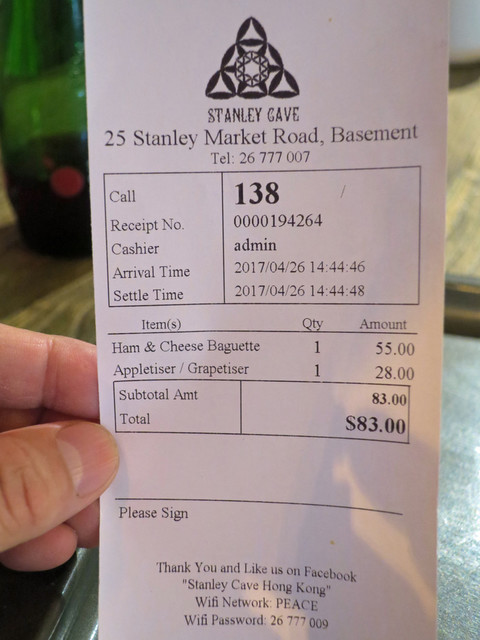 STANLEY CAVE
25 Stanley Market Road, Basement
Tel: 26 777 007
Call 138 /
Receipt No. 0000194264
Cashier admin
Arrival Time 2017/04/26 14:44:46
Settle Time 2017/04/26 14:44:48
Item(s) Qty Amount
Ham & Cheese Baguette 1 55.00
Appletiser / Grapetiser 1 28.00
Subtotal Amt 83.00
Total $83.00
Please Sign
Thank You and Like us on Facebook
"Stanley Cave Hong Kong"
Wifi Network: PEACE
Wifi Password: 26 777 009